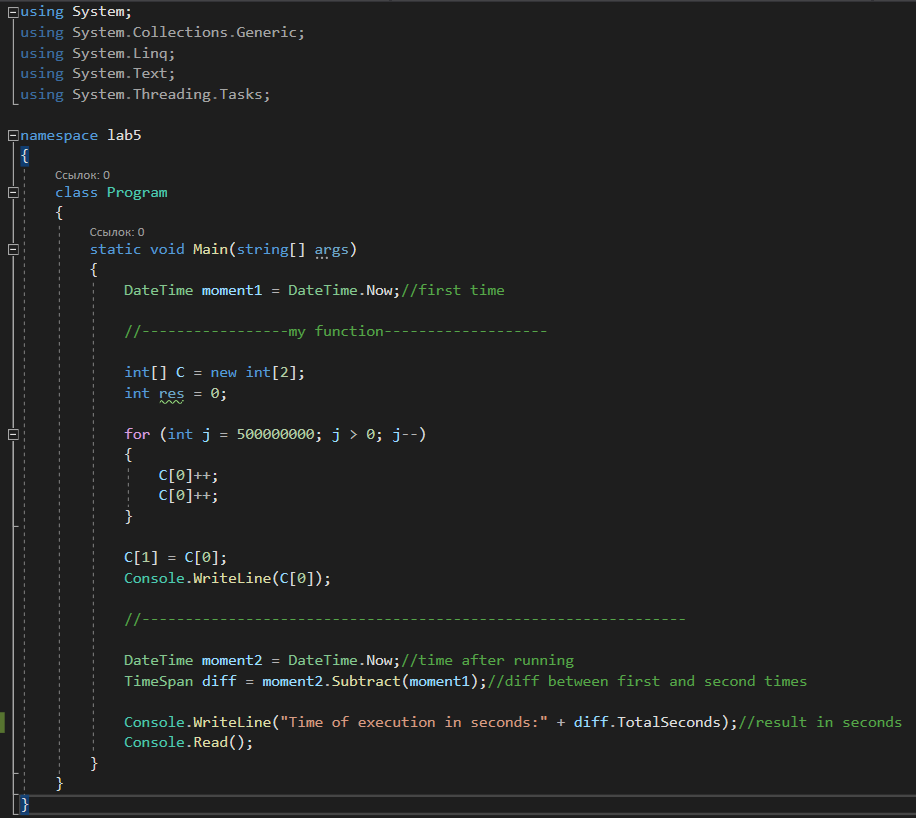 using System;
using System.Collections.Generic;
using System.Linq;
using System.Text;
using System.Threading.Tasks;
namespace lab5
{
Ссылок: 0
class Program
{
Ссылок: 0
static void Main(string[] args)
{
DateTime moment1 = DateTime.Now;//first time
//-----------------my function-------------------
int[] C = new int[2];
int res = 0;
for (int j = 500000000; j > 0; j--)
{
C[0]++;
C[0]++;
}
C[1] = C[0];
Console.WriteLine(C[0]);
//---------------------------------------------------------------
DateTime moment2 = DateTime.Now;//time after running
TimeSpan diff = moment2.Subtract(moment1);//diff between first and second times
Console.WriteLine("Time of execution in seconds:" + diff.TotalSeconds);//result in seconds
Console.Read();
}
}
}